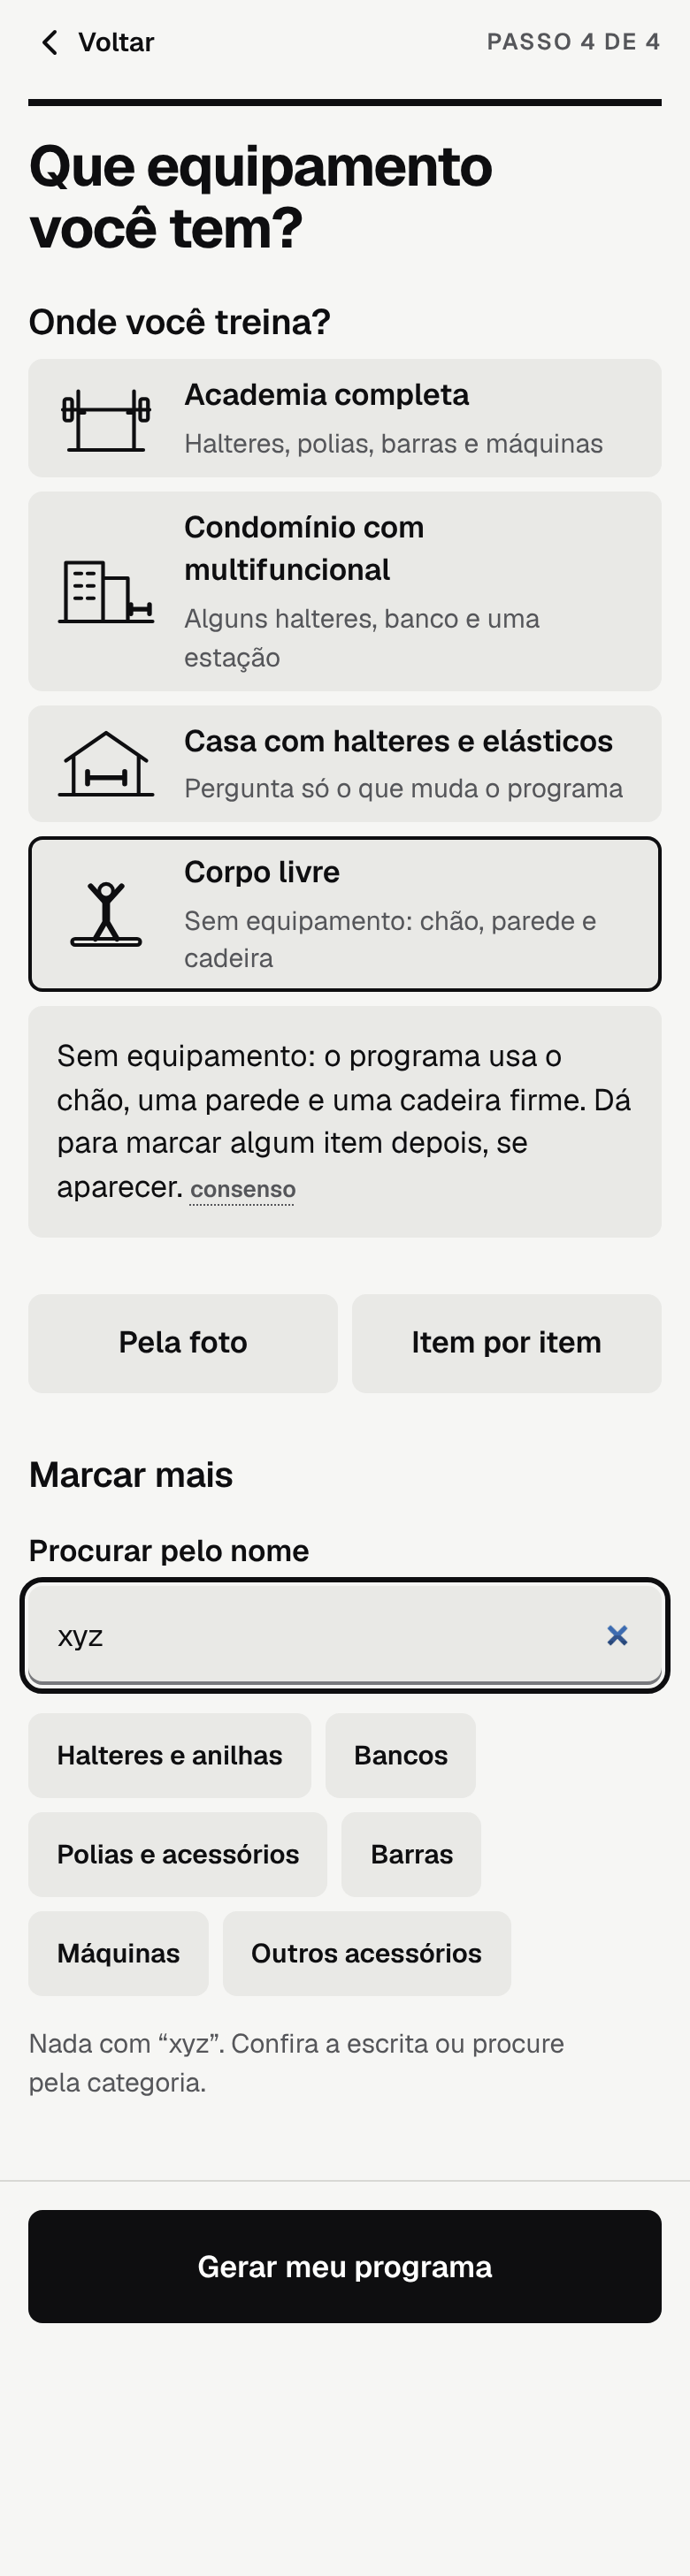 Voltar
PASSO 4 DE 4
Que equipamento
você tem?
Onde você treina?
Academia completa
Halteres, polias, barras e máquinas
Condomínio com
multifuncional
Alguns halteres, banco e uma
estação
Casa com halteres e elásticos
Pergunta só o que muda o programa
Corpo livre
Sem equipamento: chão, parede e
cadeira
Sem equipamento: o programa usa o
chão, uma parede e uma cadeira firme. Dá
para marcar algum item depois, se
aparecer. consenso
Pela foto
Item por item
Marcar mais
Procurar pelo nome
xyz
Halteres e anilhas
Bancos
Polias e acessórios
Barras
Máquinas
Outros acessórios
Nada com “xyz”. Confira a escrita ou procure
pela categoria.
Gerar meu programa